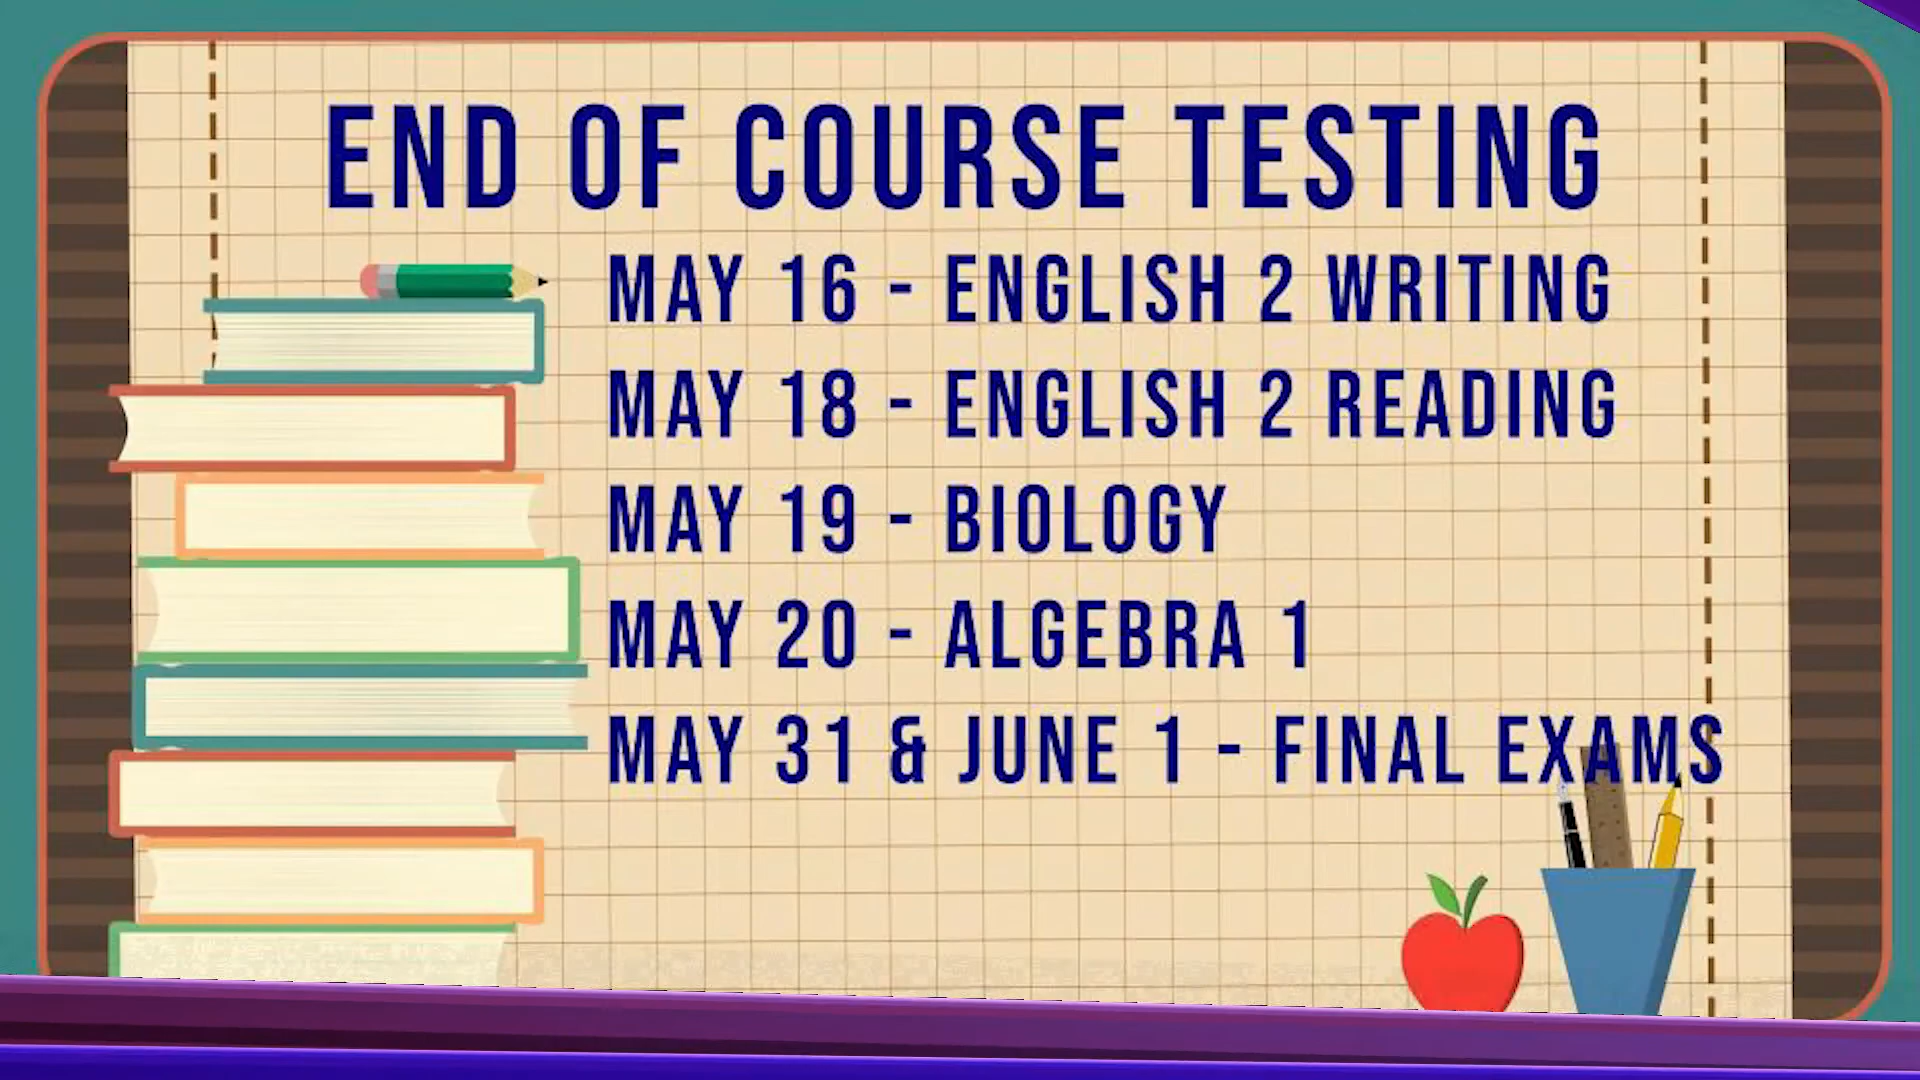 END OF COURSE TESTING
MAY 16 - ENGLISH 2 WRITING
MAY 18 - ENGLISH 2 READING
MAY 19 - BIOLOGY
MAY 20 - ALGEBRA 1
MAY 31 & JUNE 1 - FINAL EXAMS